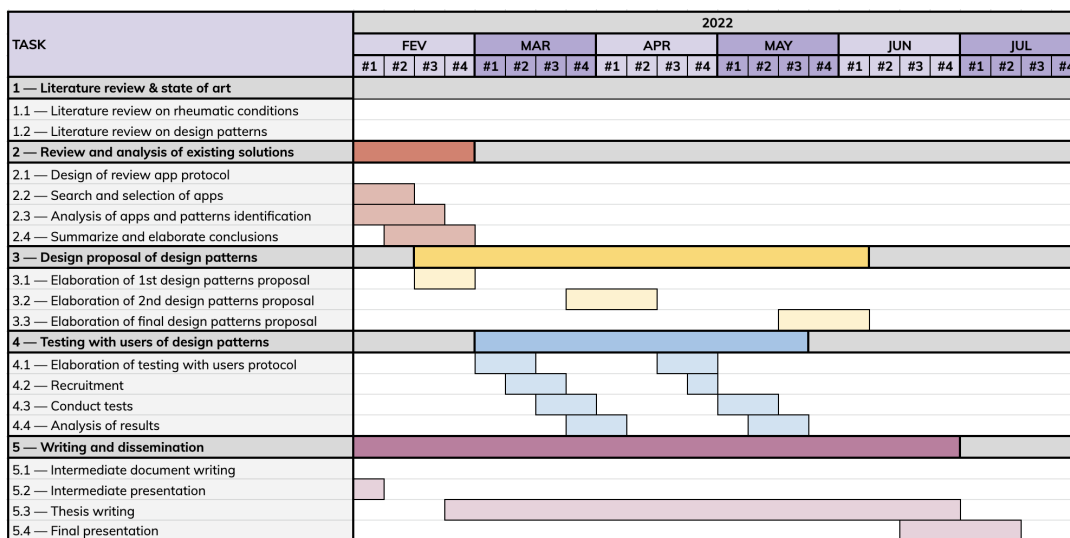 2022
TASK
FEV MAR APR MAY JUN JUL
#1 #2 #3 #4 #1 #2 #3 #4 #1 #2 #3 #4 #1 #2 #3 #4 #1 #2 #3 #4 #1 #2 #3 #4
1 — Literature review & state of art
1.1 — Literature review on rheumatic conditions
1.2 — Literature review on design patterns
2 — Review and analysis of existing solutions
2.1 — Design of review app protocol
2.2 — Search and selection of apps
2.3 — Analysis of apps and patterns identification
2.4 — Summarize and elaborate conclusions
3 — Design proposal of design patterns
3.1 — Elaboration of 1st design patterns proposal
3.2 — Elaboration of 2nd design patterns proposal
3.3 — Elaboration of final design patterns proposal
4 — Testing with users of design patterns
4.1 — Elaboration of testing with users protocol
4.2 — Recruitment
4.3 — Conduct tests
4.4 — Analysis of results
5 — Writing and dissemination
5.1 — Intermediate document writing
5.2 — Intermediate presentation
5.3 — Thesis writing
5.4 — Final presentation